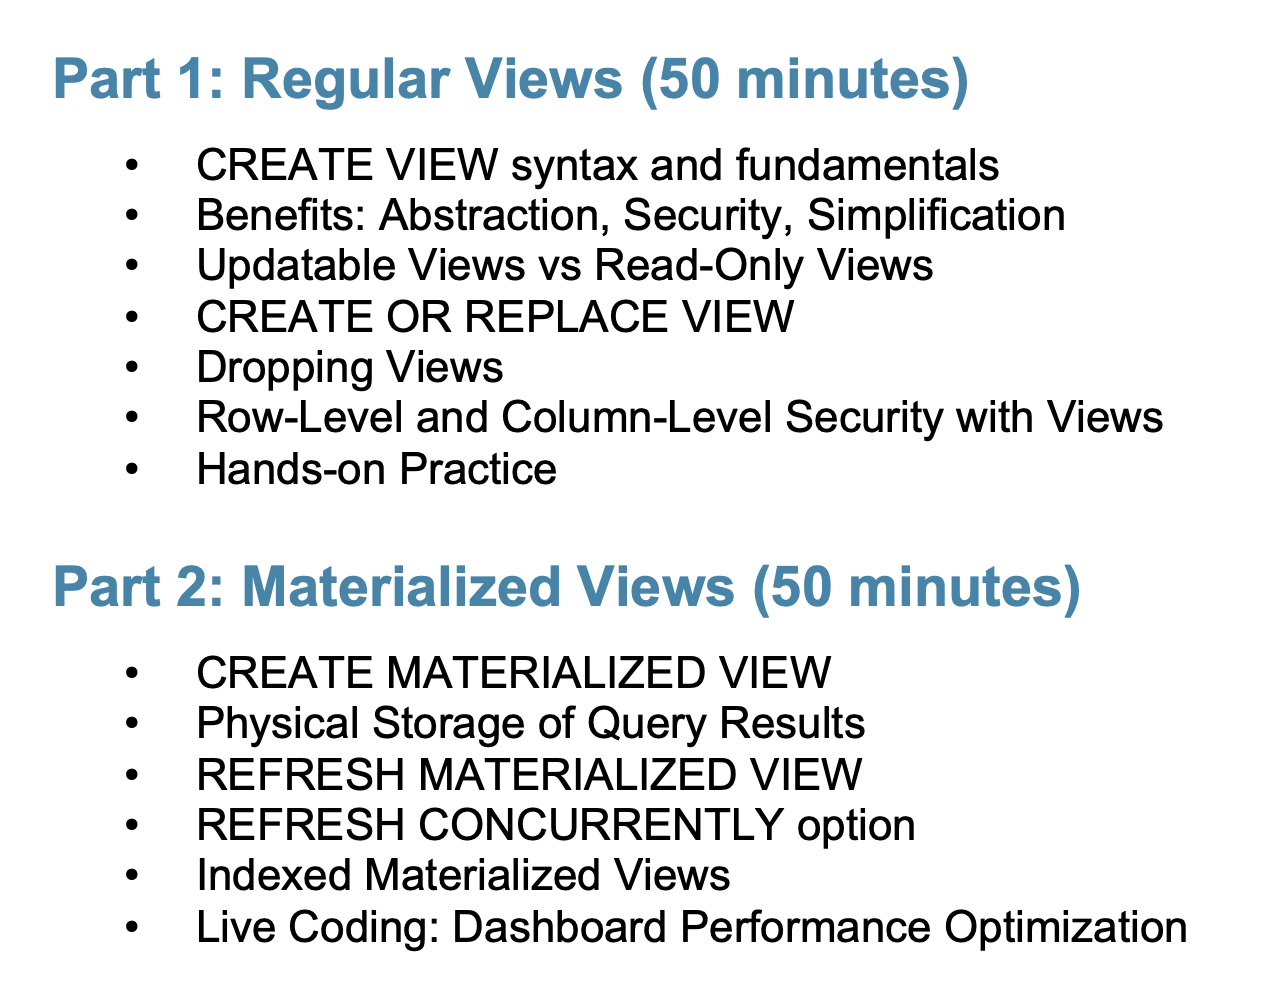 Part 1: Regular Views (50 minutes)
• CREATE VIEW syntax and fundamentals
• Benefits: Abstraction, Security, Simplification
• Updatable Views vs Read-Only Views
• CREATE OR REPLACE VIEW
• Dropping Views
• Row-Level and Column-Level Security with Views
• Hands-on Practice
Part 2: Materialized Views (50 minutes)
• CREATE MATERIALIZED VIEW
• Physical Storage of Query Results
• REFRESH MATERIALIZED VIEW
• REFRESH CONCURRENTLY option
• Indexed Materialized Views
• Live Coding: Dashboard Performance Optimization